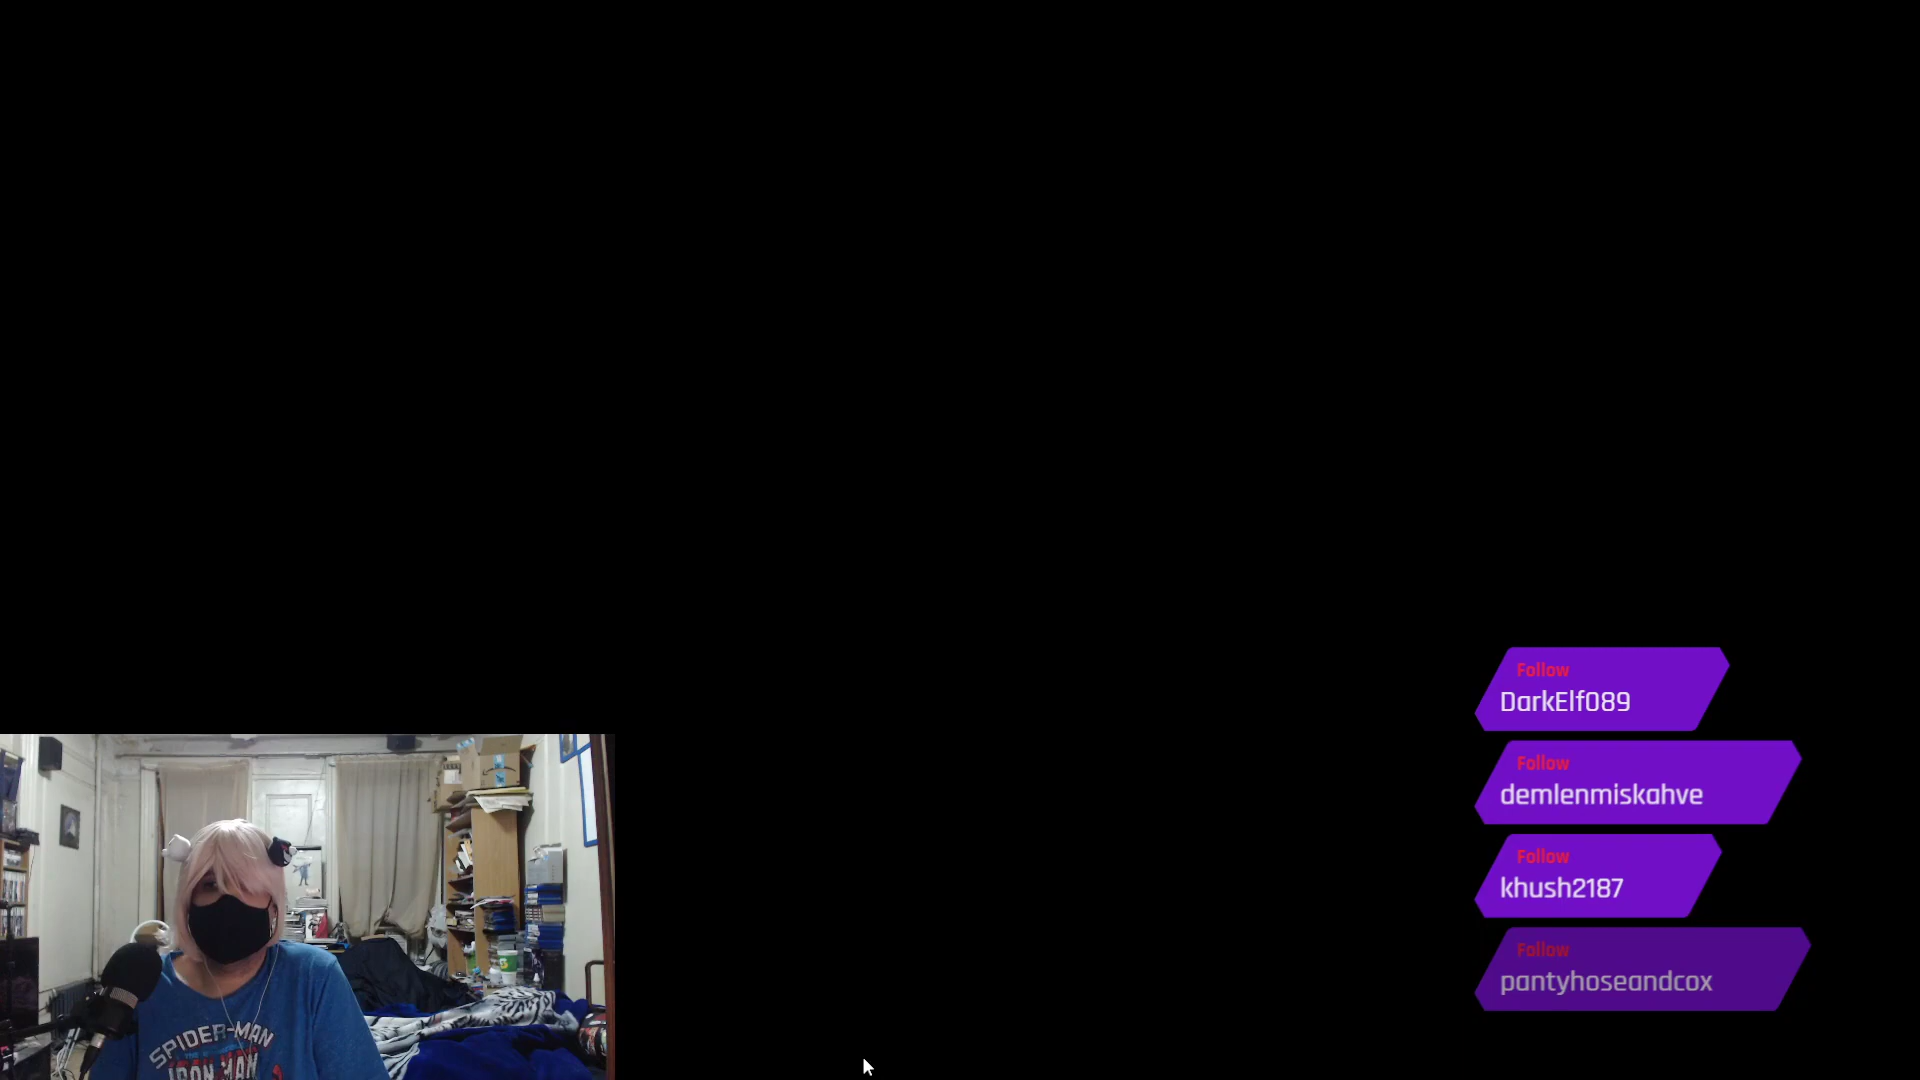 Follow
DarkElf089
Follow
demlenmiskahve
Follow
khush2187
Follow
pantyhoseandcox
SPIDER-MAN
IRON MAN